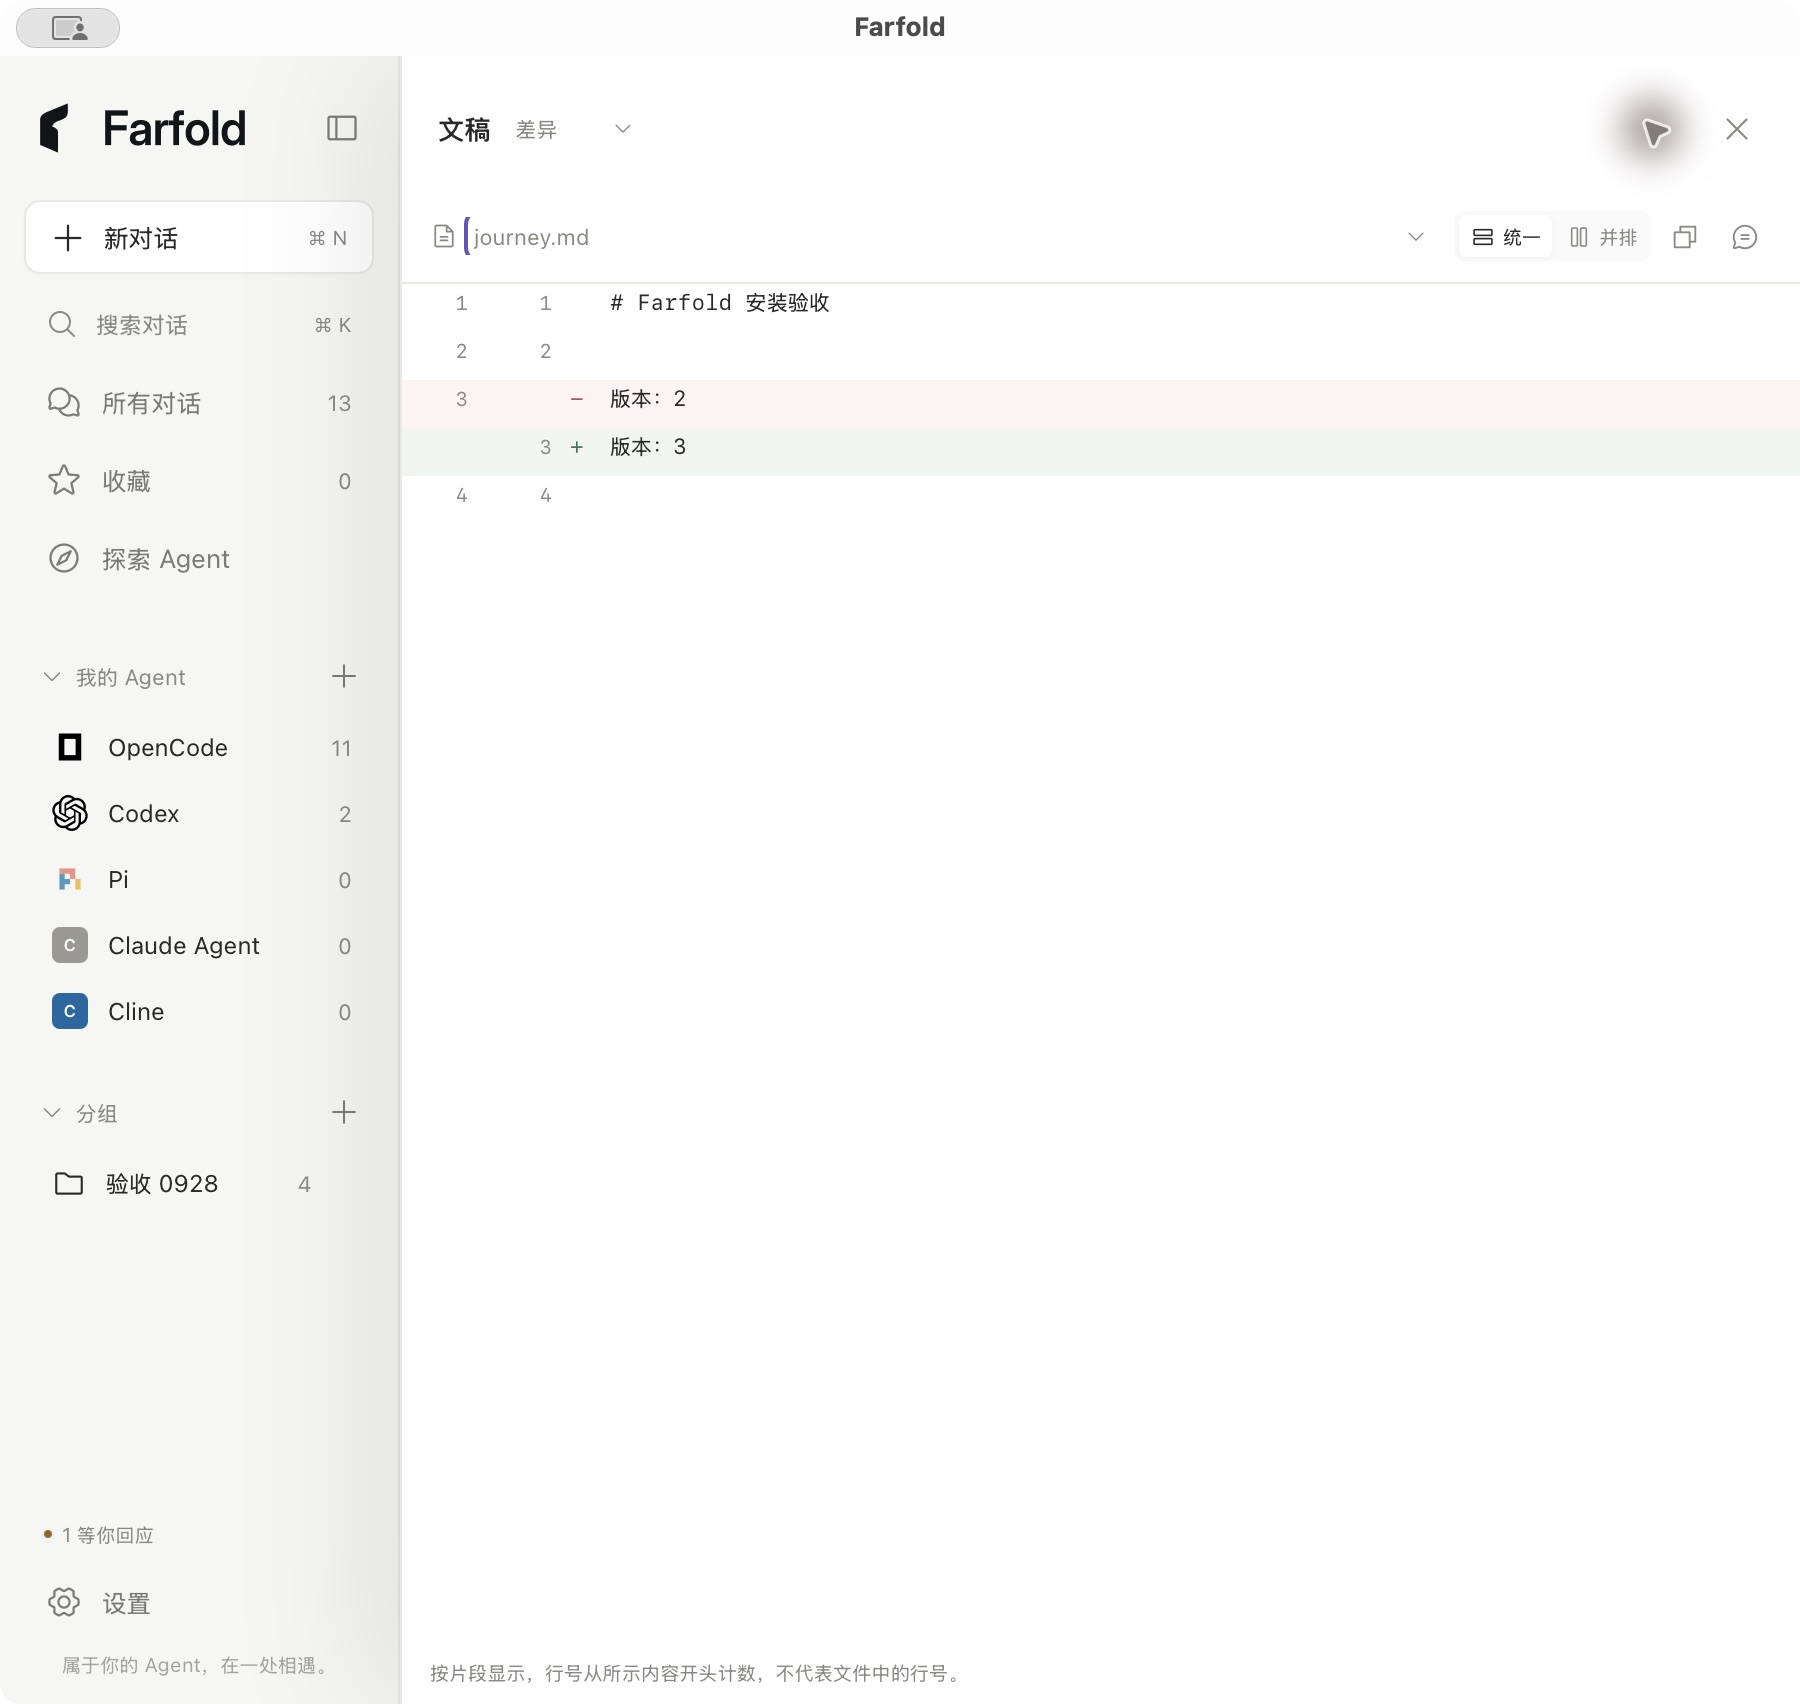 Farfold
Farfold
新对话 ⌘ N
搜索对话 ⌘ K
所有对话 13
收藏 0
探索 Agent
我的 Agent
OpenCode 11
Codex 2
Pi 0
C Claude Agent 0
C Cline 0
分组
验收 0928 4
1 等你回应
设置
属于你的 Agent，在一处相遇。
文稿 差异
journey.md 统一 并排
1 1 # Farfold 安装验收
2 2
3 − 版本：2
3 + 版本：3
4 4
按片段显示，行号从所示内容开头计数，不代表文件中的行号。